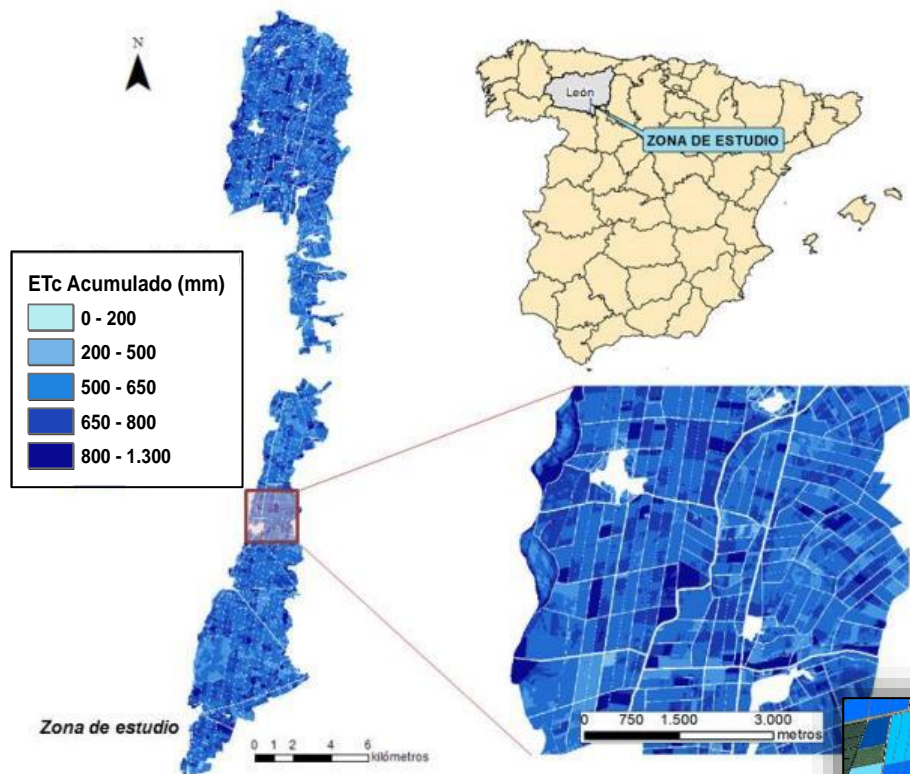 N
León
ZONA DE ESTUDIO
ETc Acumulado (mm)
0 - 200
200 - 500
500 - 650
650 - 800
800 - 1.300
Zona de estudio
0 1 2 4 6
kilómetros
0 750 1.500 3.000
metros